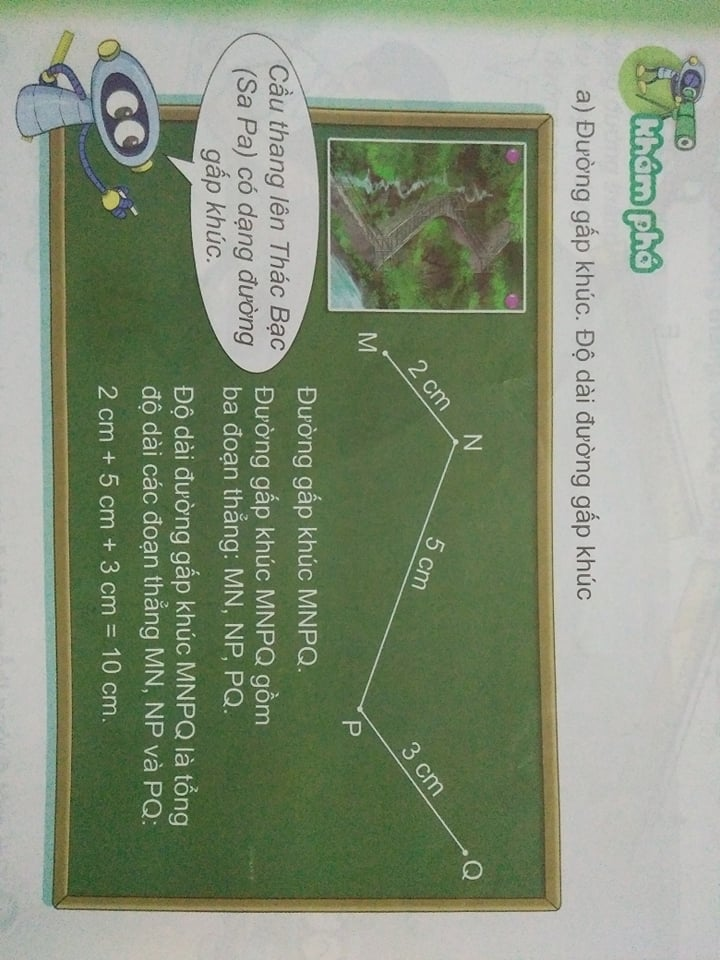 Khám phá
a) Đường gấp khúc. Độ dài đường gấp khúc
Cầu thang lên Thác Bạc
(Sa Pa) có dạng đường
gấp khúc.
M
2 cm
N
5 cm
P
3 cm
Q
Đường gấp khúc MNPQ.
Đường gấp khúc MNPQ gồm
ba đoạn thẳng: MN, NP, PQ.
Độ dài đường gấp khúc MNPQ là tổng
độ dài các đoạn thẳng MN, NP và PQ:
2 cm + 5 cm + 3 cm = 10 cm.